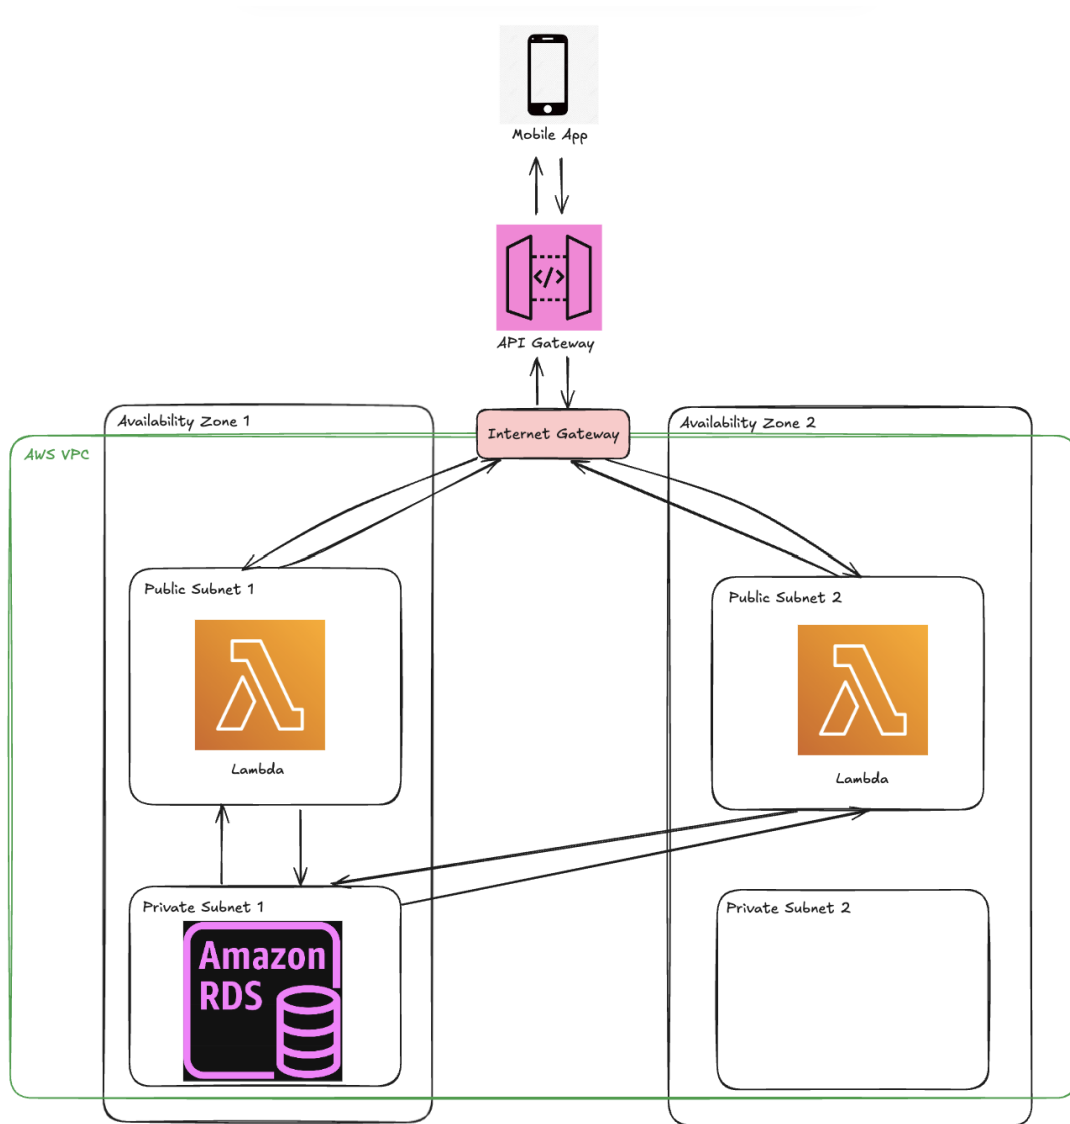 Mobile App
</>
API Gateway
Availability Zone 1
Internet Gateway
Availability Zone 2
AWS VPC
Public Subnet 1
Public Subnet 2
Lambda
Lambda
Private Subnet 1
Private Subnet 2
Amazon
RDS